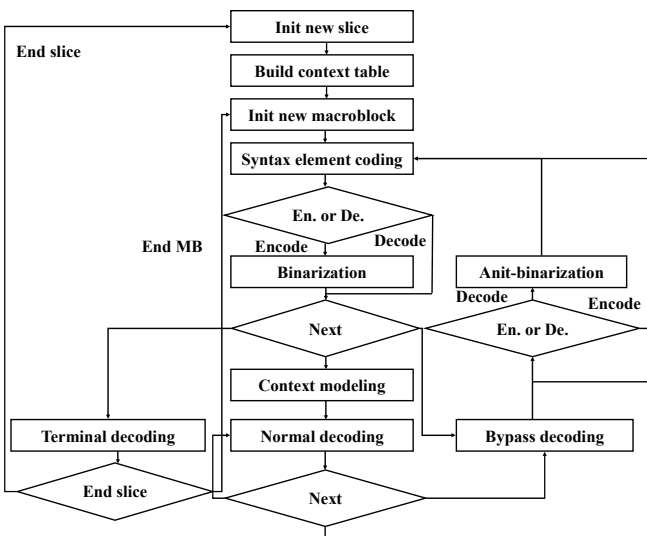 Init new slice
End slice
Build context table
Init new macroblock
Syntax element coding
En. or De.
End MB
Encode
Decode
Binarization
Anit-binarization
Decode
Encode
Next
En. or De.
Context modeling
Terminal decoding
Normal decoding
Bypass decoding
End slice
Next